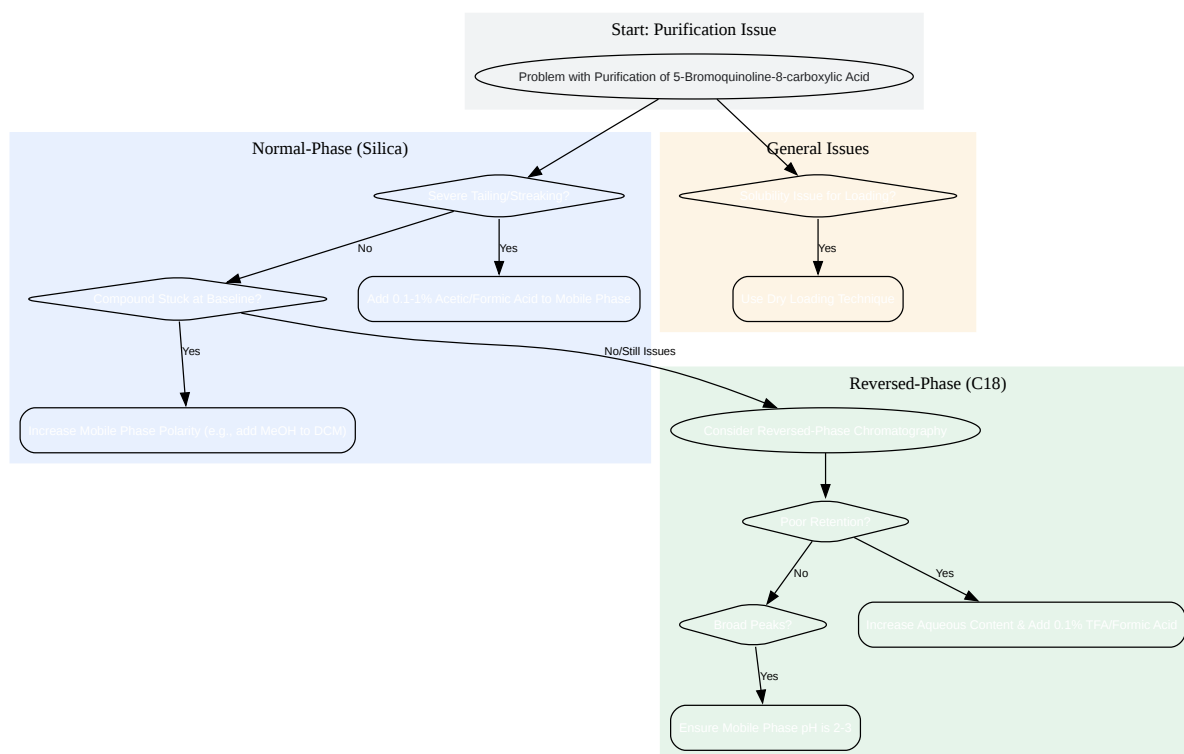 Start: Purification Issue
Problem with Purification of 5-Bromoquinoline-8-carboxylic Acid
Normal-Phase (Silica)
General Issues
Severe Tailing/Streaking?
Solubility Issue for Loading?
No
Yes
Yes
Compound Stuck at Baseline?
Add 0.1-1% Acetic/Formic Acid to Mobile Phase
Use Dry Loading Technique
Yes
No/Still Issues
Reversed-Phase (C18)
Increase Mobile Phase Polarity (e.g., add MeOH to DCM)
Consider Reversed-Phase Chromatography
Poor Retention?
No
Yes
Broad Peaks?
Increase Aqueous Content & Add 0.1% TFA/Formic Acid
Yes
Ensure Mobile Phase pH is 2-3